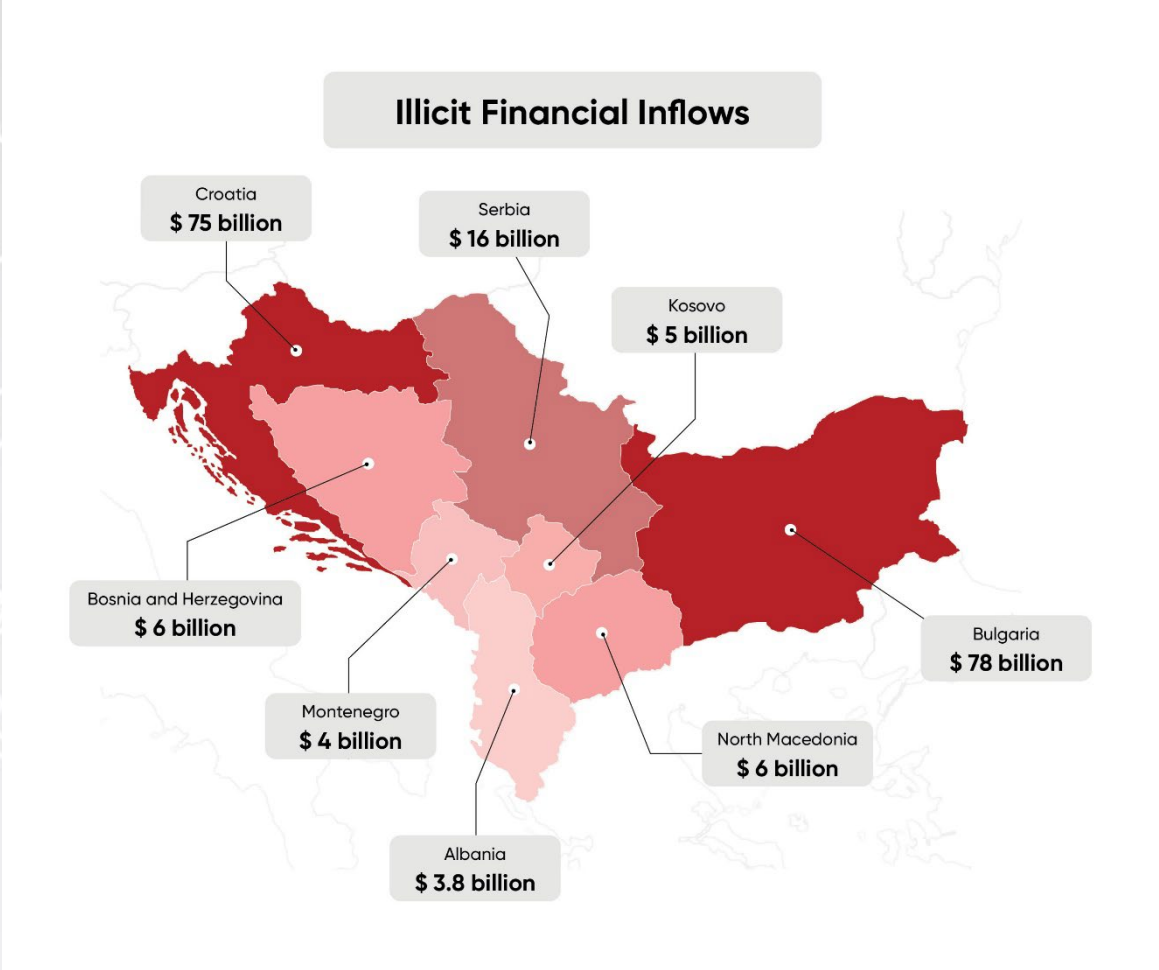 Illicit Financial Inflows
Croatia
$ 75 billion
Serbia
$ 16 billion
Kosovo
$ 5 billion
Bosnia and Herzegovina
$ 6 billion
Bulgaria
$ 78 billion
Montenegro
$ 4 billion
North Macedonia
$ 6 billion
Albania
$ 3.8 billion